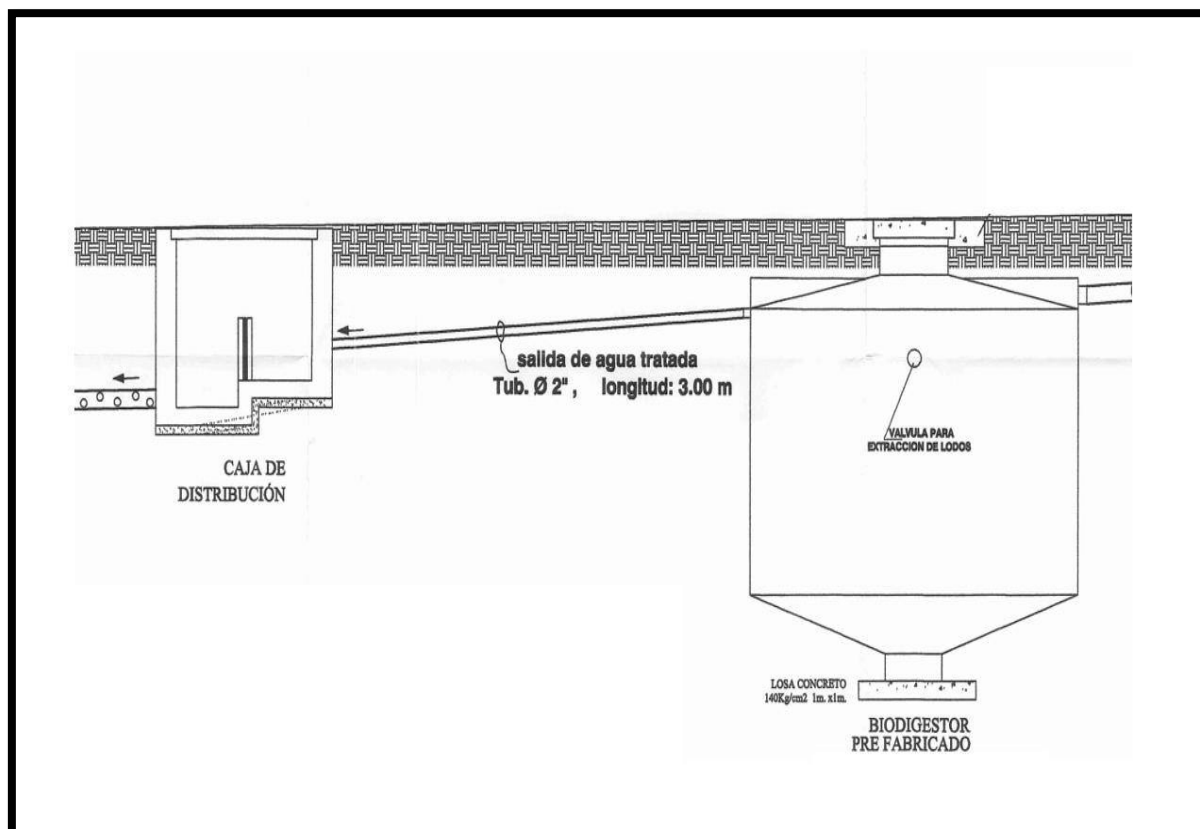 salida de agua tratada
Tub. Ø 2" , longitud: 3.00 m
VALVULA PARA
EXTRACCION DE LODOS
CAJA DE
DISTRIBUCIÓN
LOSA CONCRETO
140Kg/cm2 1m. x1m.
BIODIGESTOR
PRE FABRICADO